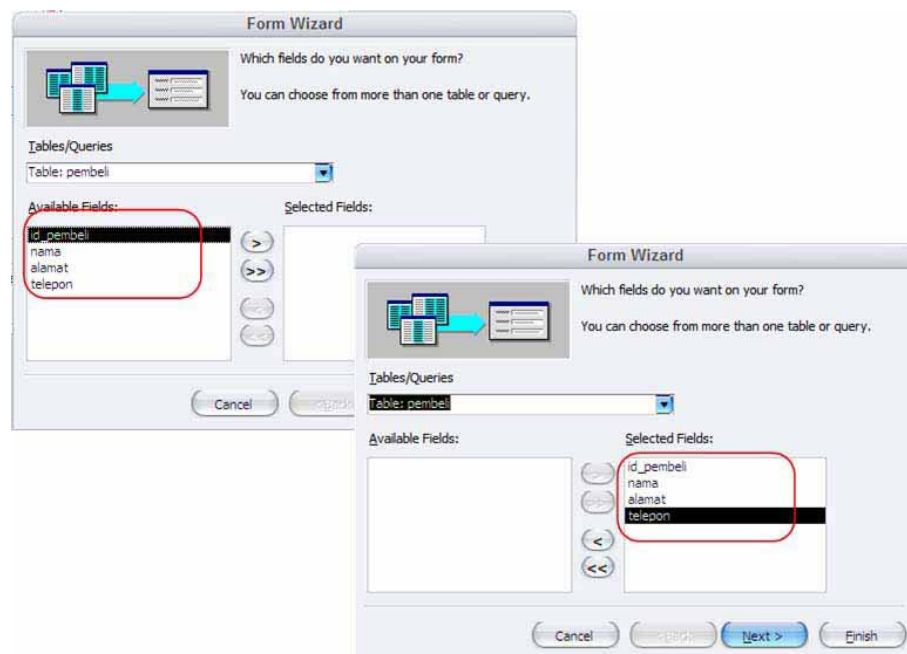 Form Wizard
Which fields do you want on your form?
You can choose from more than one table or query.
Tables/Queries
Table: pembeli
Available Fields:
Selected Fields:
id_pembeli
nama
alamat
telepon
>
>>
Cancel
Form Wizard
Which fields do you want on your form?
You can choose from more than one table or query.
Tables/Queries
Table: pembeli
Available Fields:
Selected Fields:
id_pembeli
nama
alamat
telepon
<
<<
Cancel
< Back
Next >
Finish